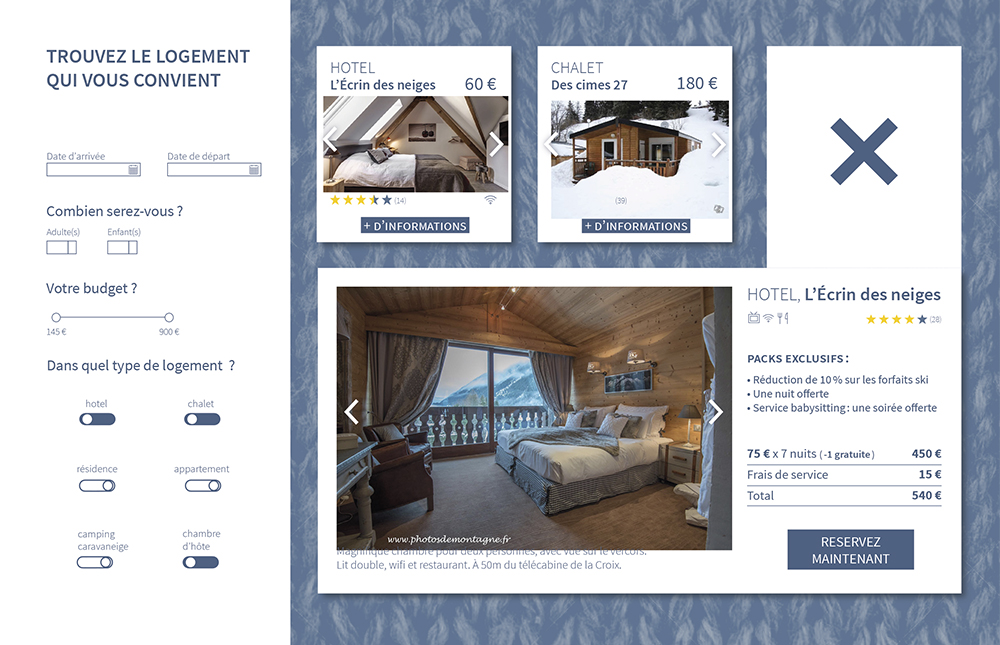 TROUVEZ LE LOGEMENT
QUI VOUS CONVIENT
Date d'arrivée
Date de départ
Combien serez-vous ?
Adulte(s)
Enfant(s)
Votre budget ?
145 €
900 €
Dans quel type de logement ?
hotel
chalet
résidence
appartement
camping
caravaneige
chambre
d'hôte
HOTEL
L'Écrin des neiges
60 €
(14)
+ D'INFORMATIONS
CHALET
Des cimes 27
180 €
(39)
+ D'INFORMATIONS
www.photosdemontagne.fr
Magnifique chambre pour deux personnes, avec vue sur le vercors.
Lit double, wifi et restaurant. À 50m du télécabine de la Croix.
HOTEL, L'Écrin des neiges
(28)
PACKS EXCLUSIFS :
• Réduction de 10 % sur les forfaits ski
• Une nuit offerte
• Service babysitting : une soirée offerte
75 € x 7 nuits ( -1 gratuite ) 450 €
Frais de service 15 €
Total 540 €
RESERVEZ
MAINTENANT